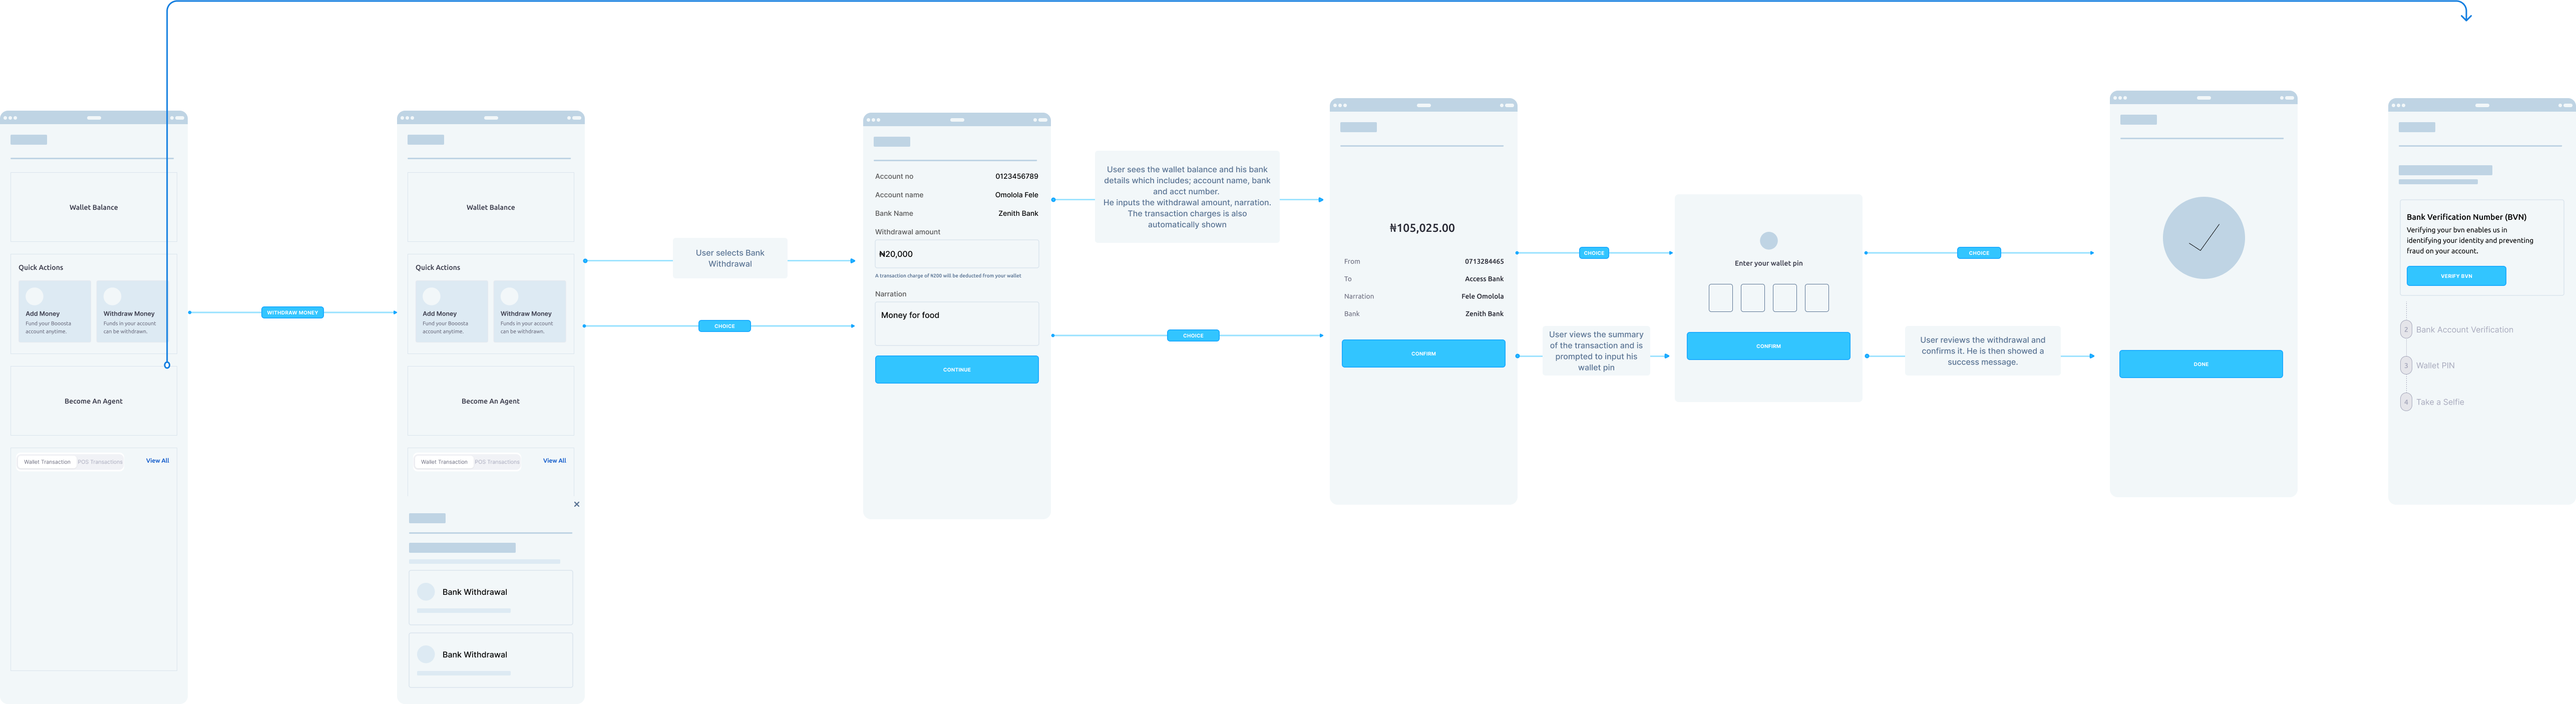 Wallet Balance
Quick Actions
Add Money
Fund your Booosta
account anytime.
Withdraw Money
Funds in your account
can be withdrawn.
Become An Agent
Wallet Transaction
POS Transactions
View All
WITHDRAW MONEY
Wallet Balance
Quick Actions
Add Money
Fund your Booosta
account anytime.
Withdraw Money
Funds in your account
can be withdrawn.
Become An Agent
Wallet Transaction
POS Transactions
View All
Bank Withdrawal
Bank Withdrawal
User selects Bank
Withdrawal
CHOICE
Account no 0123456789
Account name Omolola Fele
Bank Name Zenith Bank
Withdrawal amount
₦20,000
A transaction charge of ₦200 will be deducted from your wallet
Narration
Money for food
CONTINUE
User sees the wallet balance and his bank
details which includes; account name, bank
and acct number.
He inputs the withdrawal amount, narration.
The transaction charges is also
automatically shown
CHOICE
₦105,025.00
From 0713284465
To Access Bank
Narration Fele Omolola
Bank Zenith Bank
CONFIRM
CHOICE
User views the summary
of the transaction and is
prompted to input his
wallet pin
Enter your wallet pin
CONFIRM
CHOICE
User reviews the withdrawal and
confirms it. He is then showed a
success message.
DONE
Bank Verification Number (BVN)
Verifying your bvn enables us in
identifying your identity and preventing
fraud on your account.
VERIFY BVN
2 Bank Account Verification
3 Wallet PIN
4 Take a Selfie